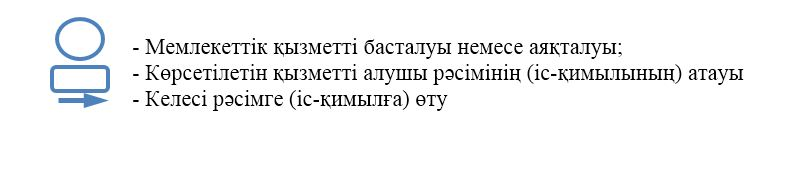 - Мемлекеттік қызметті басталуы немесе аяқталуы;
- Көрсетілетін қызметті алушы рәсімінің (іс-қимылының) атауы
- Келесі рәсімге (іс-қимылға) өту